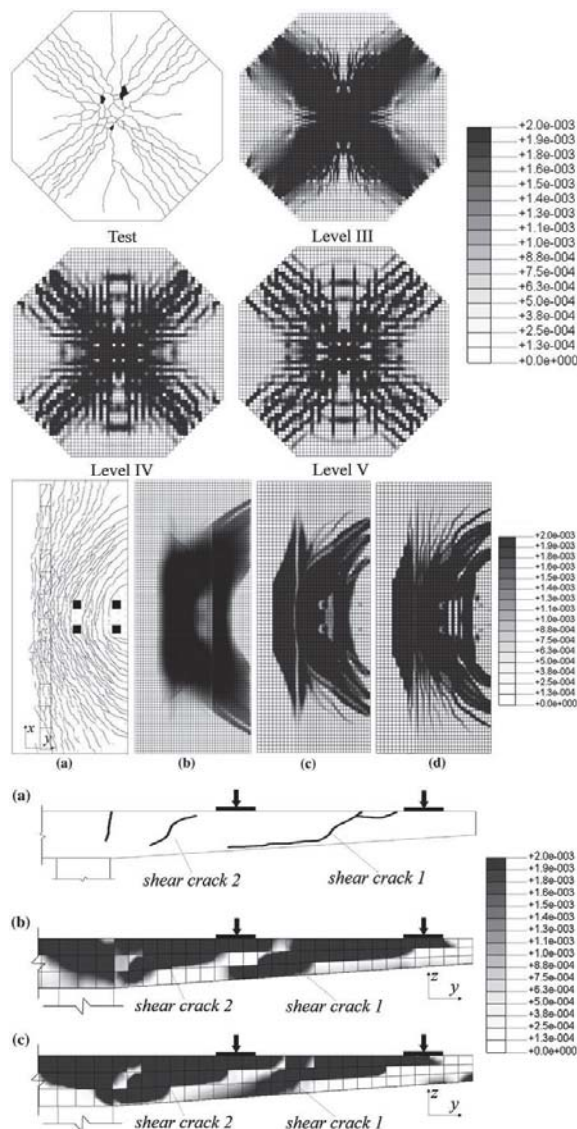 Test
Level III
+2.0e-003
+1.9e-003
+1.8e-003
+1.6e-003
+1.5e-003
+1.4e-003
+1.3e-003
+1.1e-003
+1.0e-003
+8.8e-004
+7.5e-004
+6.3e-004
+5.0e-004
+3.8e-004
+2.5e-004
+1.3e-004
+0.0e+000
Level IV
Level V
x
y
(a)
(b)
(c)
(d)
+2.0e-003
+1.9e-003
+1.8e-003
+1.6e-003
+1.5e-003
+1.4e-003
+1.3e-003
+1.1e-003
+1.0e-003
+8.8e-004
+7.5e-004
+6.3e-004
+5.0e-004
+3.8e-004
+2.5e-004
+1.3e-004
+0.0e+000
(a)
shear crack 2
shear crack 1
(b)
shear crack 2
shear crack 1
z
y
(c)
shear crack 2
shear crack 1
z
y
+2.0e-003
+1.9e-003
+1.8e-003
+1.6e-003
+1.5e-003
+1.4e-003
+1.3e-003
+1.1e-003
+1.0e-003
+8.8e-004
+7.5e-004
+6.3e-004
+5.0e-004
+3.8e-004
+2.5e-004
+1.3e-004
+0.0e+000